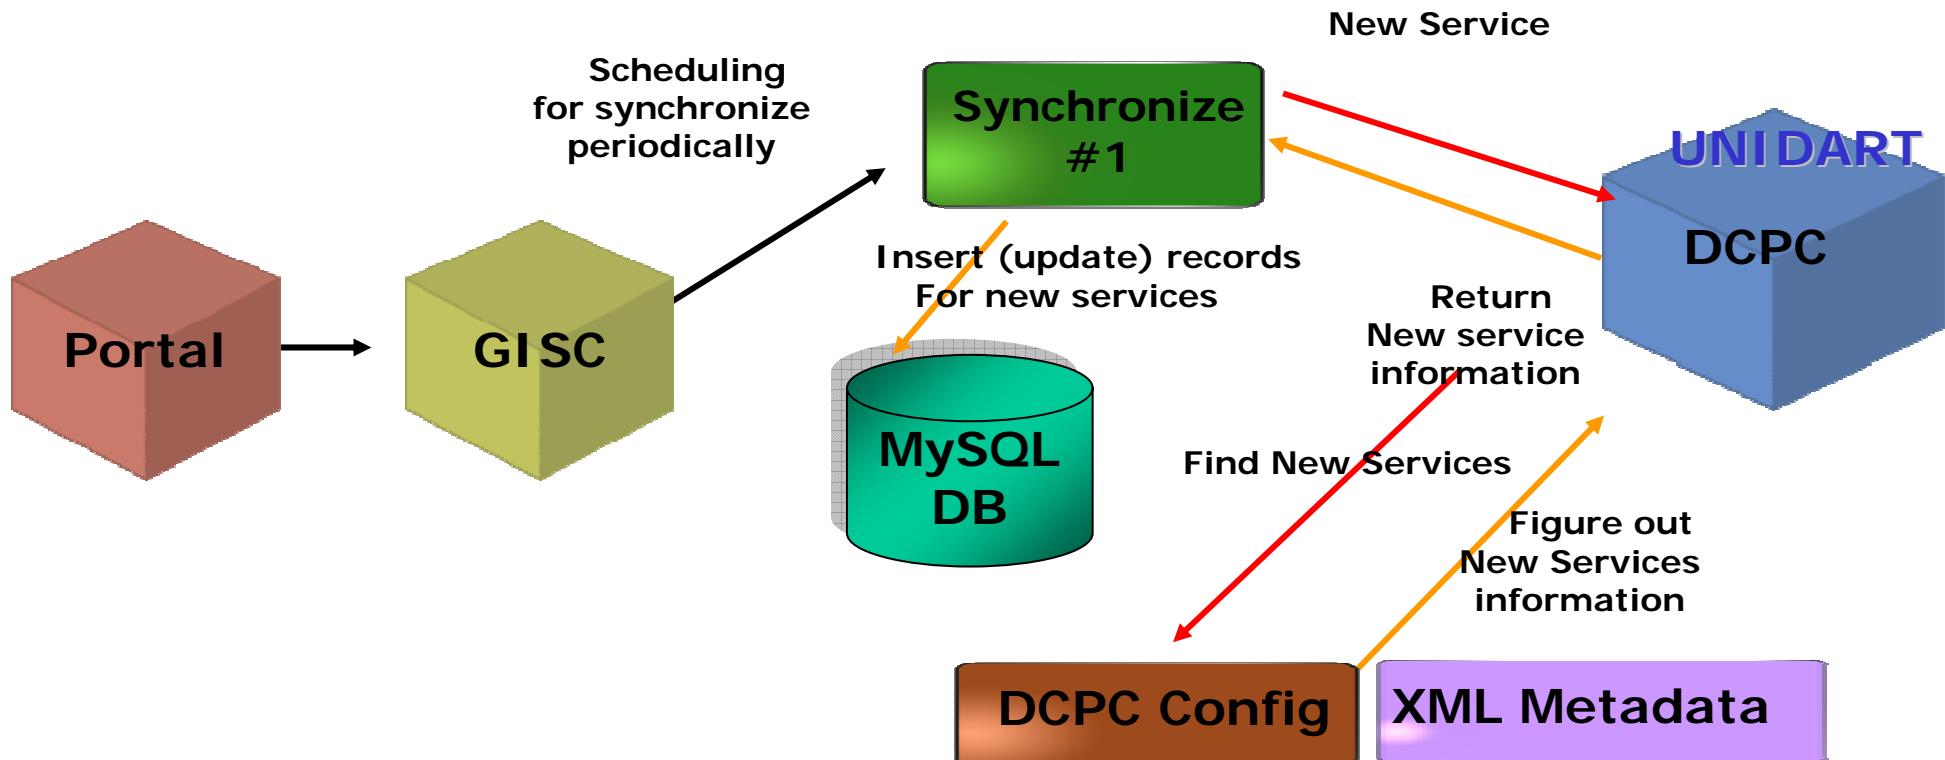 New Service
Scheduling
for synchronize
periodically
Synchronize
#1
UNIDART
DCPC
Insert (update) records
For new services
Return
New service
information
Portal
GISC
MySQL
DB
Find New Services
Figure out
New Services
information
DCPC Config
XML Metadata